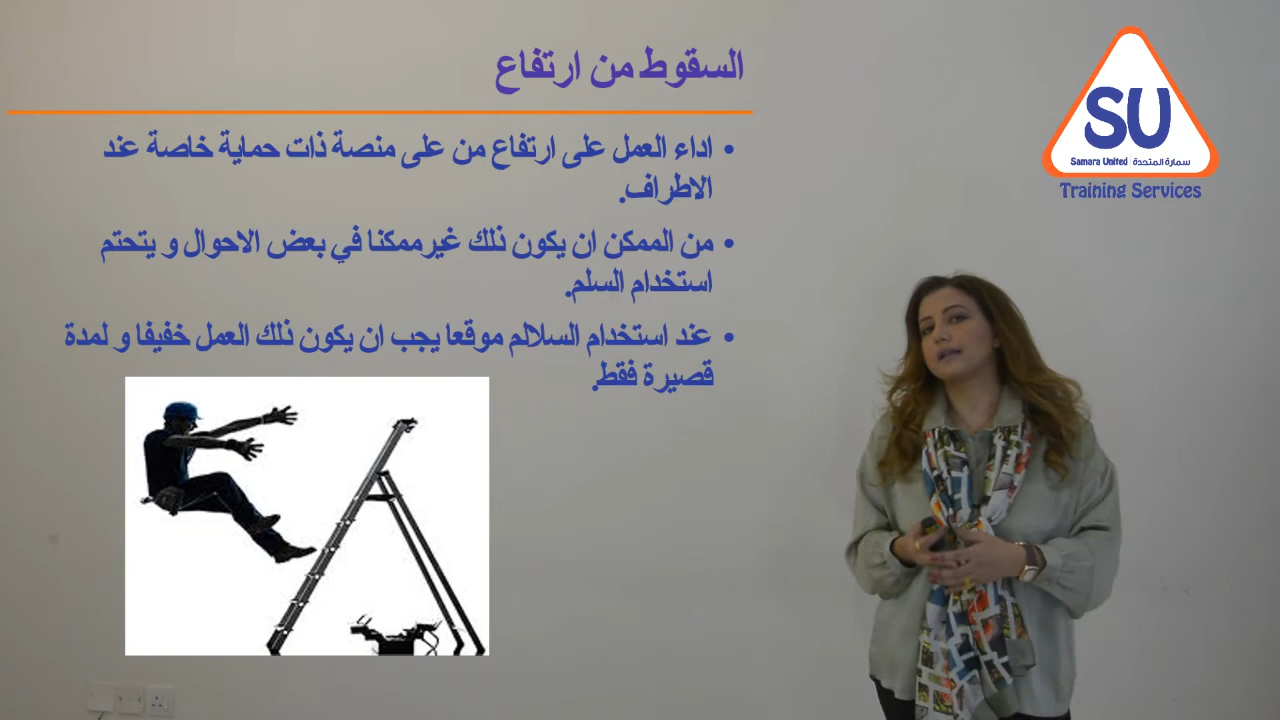 السقوط من ارتفاع
• اداء العمل على ارتفاع من على منصة ذات حماية خاصة عند
الاطراف.
• من الممكن ان يكون ذلك غيرممكنا في بعض الاحوال و يتحتم
استخدام السلم.
• عند استخدام السلالم موقعا يجب ان يكون ذلك العمل خفيفا و لمدة
قصيرة فقط.
SU
Samara United | سمارة المتحدة
Training Services